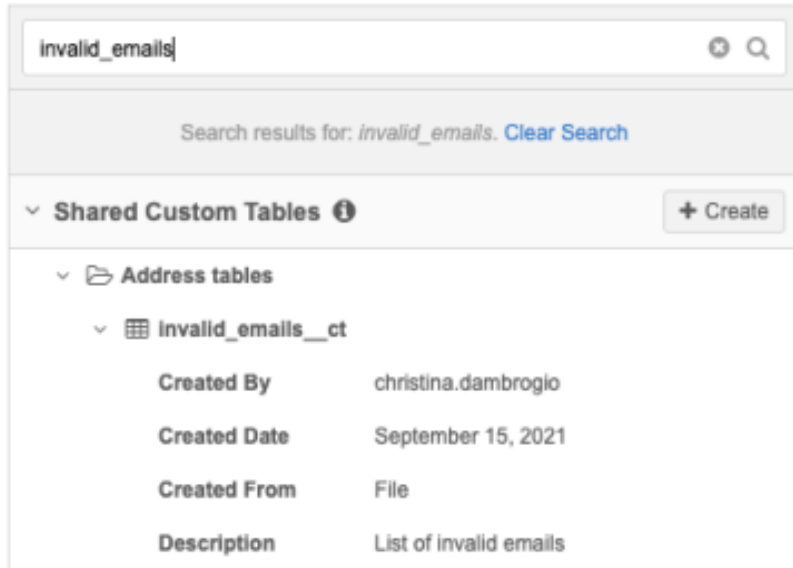 invalid_emails
Search results for: invalid_emails. Clear Search
Shared Custom Tables
+ Create
Address tables
invalid_emails__ct
Created By christina.dambrogio
Created Date September 15, 2021
Created From File
Description List of invalid emails